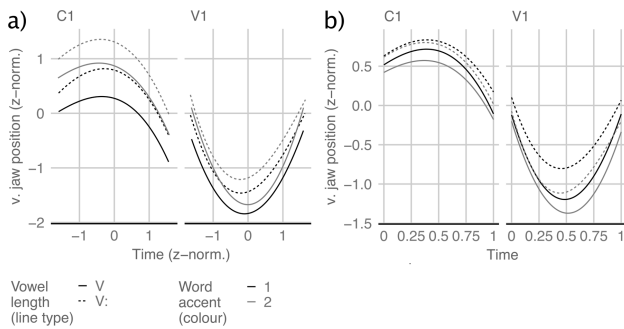 a) C1 V1
v. jaw position (z-norm.)
1
0
−1
−2
−1 0 1 −1 0 1
Time (z-norm.)
b) C1 V1
v. jaw position (z-norm.)
0.5
0.0
−0.5
−1.0
−1.5
0 0.25 0.5 0.75 1 0 0.25 0.5 0.75 1
Time
Vowel length (line type)
V
V:
Word accent (colour)
1
2